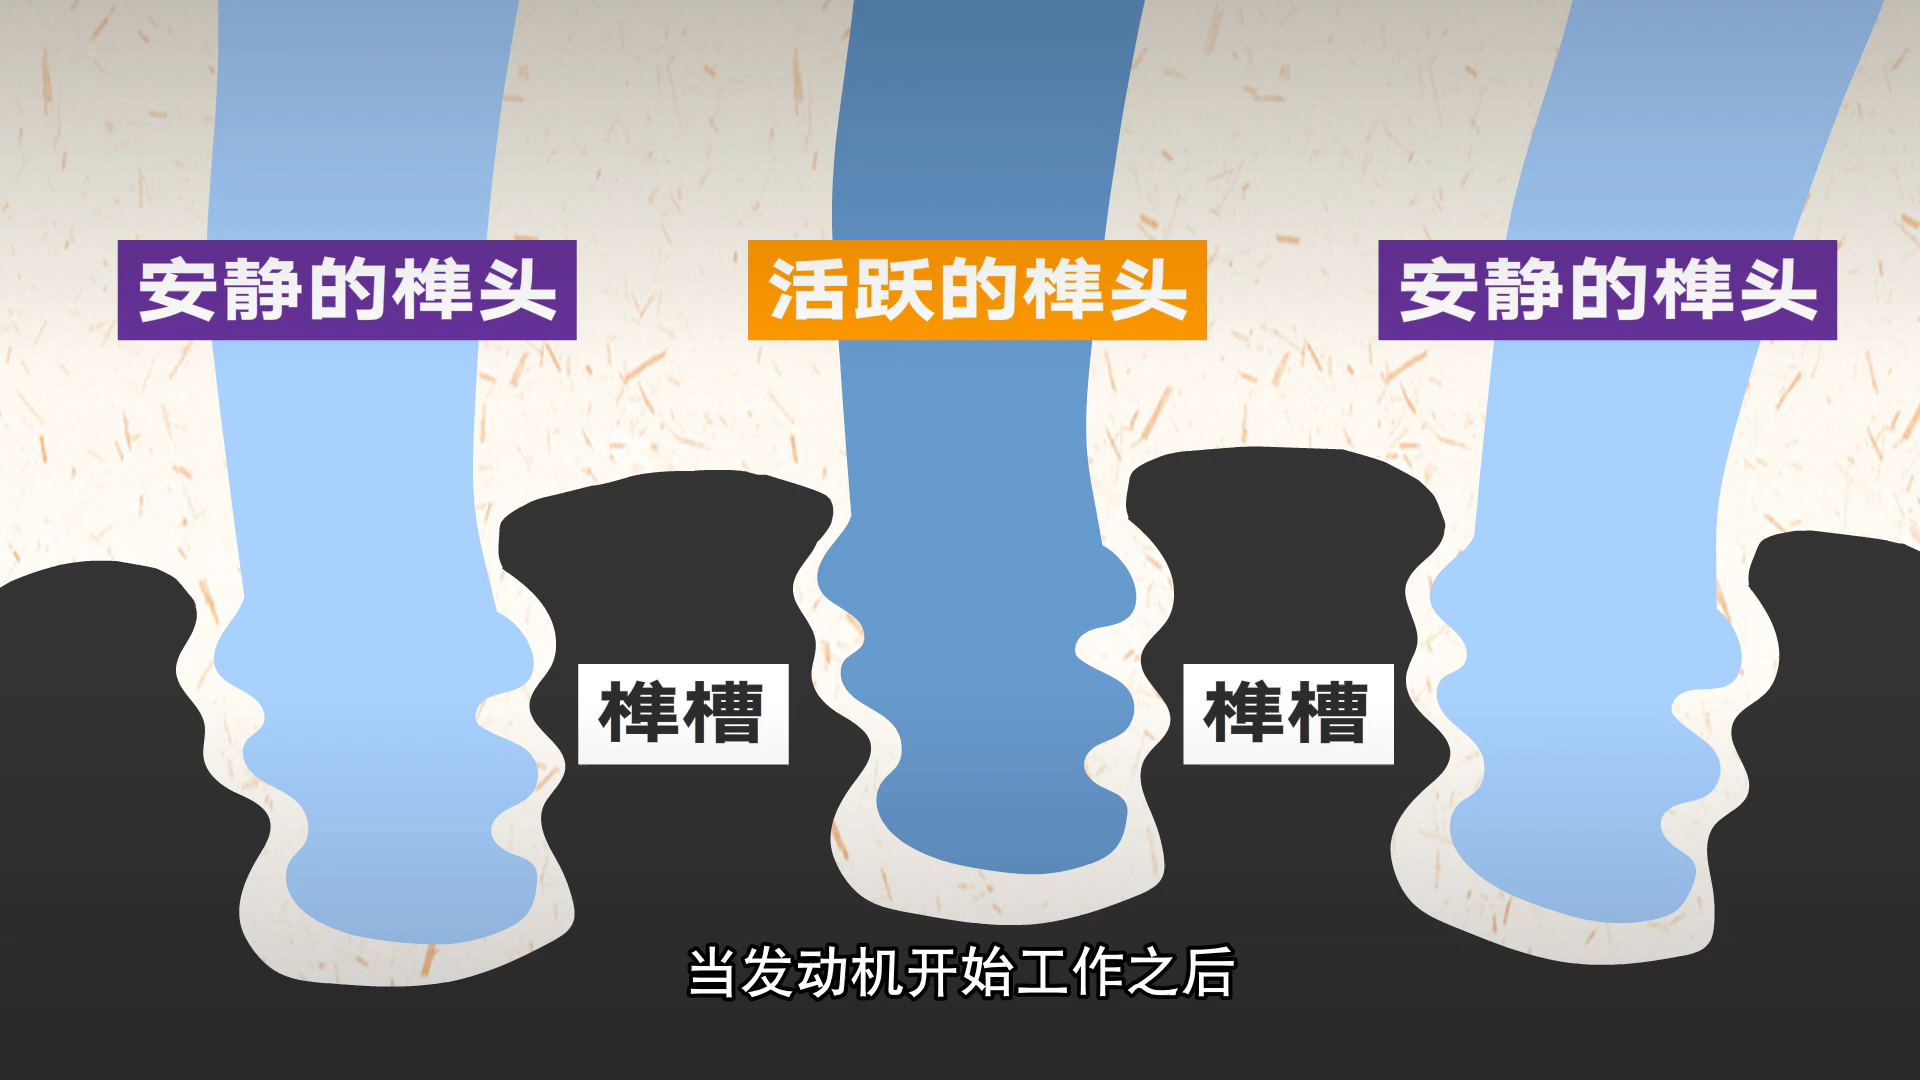 安静的榫头
活跃的榫头
安静的榫头
榫槽
榫槽
当发动机开始工作之后